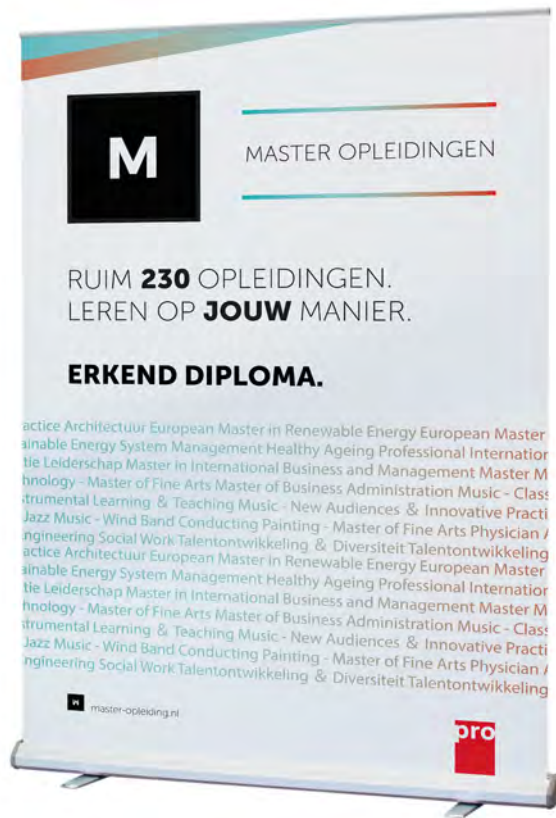 M
MASTER OPLEIDINGEN
RUIM 230 OPLEIDINGEN.
LEREN OP JOUW MANIER.
ERKEND DIPLOMA.
actice Architectuur European Master in Renewable Energy European Master
ainable Energy System Management Healthy Ageing Professional Internation
tie Leiderschap Master in International Business and Management Master M
hnology - Master of Fine Arts Master of Business Administration Music - Class
strumental Learning & Teaching Music - New Audiences & Innovative Practi
Jazz Music - Wind Band Conducting Painting - Master of Fine Arts Physician A
ngineering Social Work Talentontwikkeling & Diversiteit Talentontwikkeling
actice Architectuur European Master in Renewable Energy European Master
ainable Energy System Management Healthy Ageing Professional Internation
tie Leiderschap Master in International Business and Management Master M
hnology - Master of Fine Arts Master of Business Administration Music - Class
strumental Learning & Teaching Music - New Audiences & Innovative Practi
Jazz Music - Wind Band Conducting Painting - Master of Fine Arts Physician A
ngineering Social Work Talentontwikkeling & Diversiteit Talentontwikkeling
M master-opleiding.nl
pro